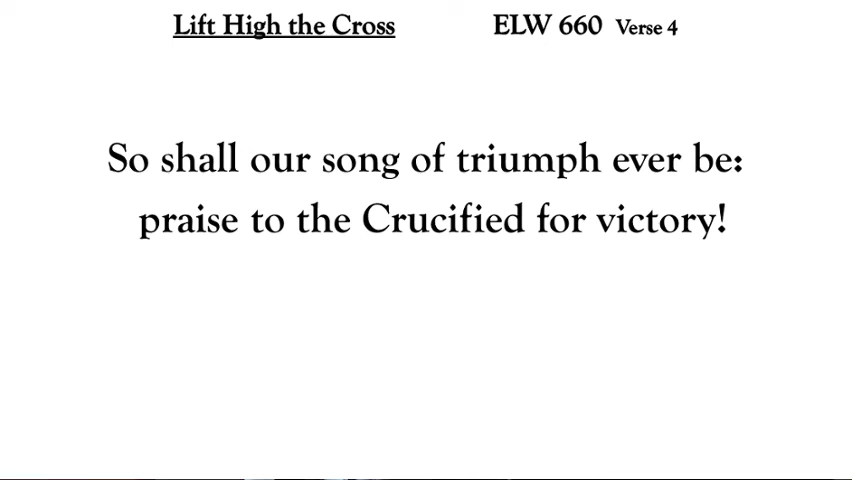 Lift High the Cross ELW 660 Verse 4
So shall our song of triumph ever be:
praise to the Crucified for victory!